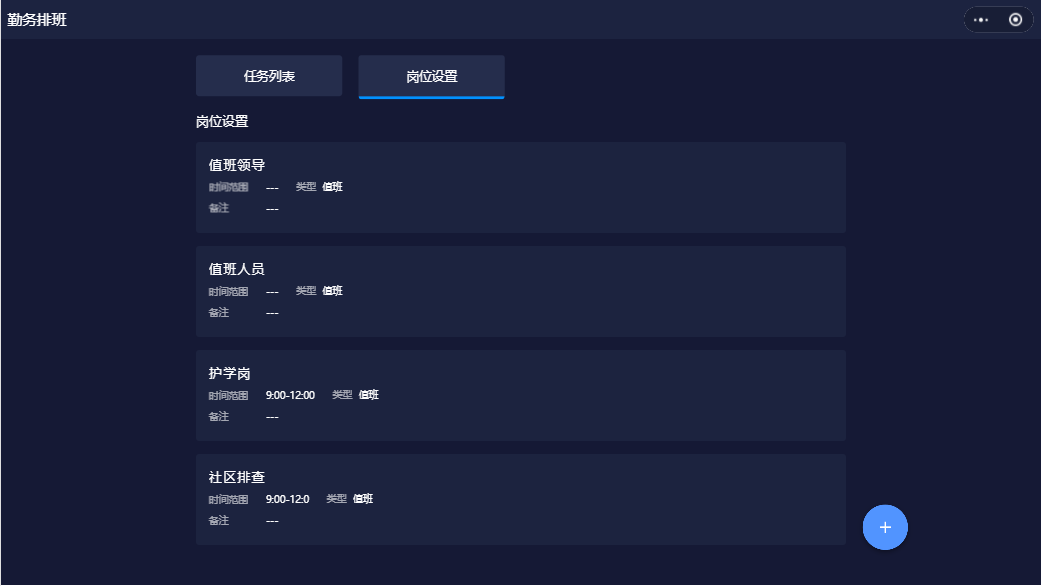 勤务排班
任务列表 岗位设置
岗位设置
值班领导
时间范围 --- 类型 值班
备注 ---
值班人员
时间范围 --- 类型 值班
备注 ---
护学岗
时间范围 9:00-12:00 类型 值班
备注 ---
社区排查
时间范围 9:00-12:0 类型 值班
备注 ---
+